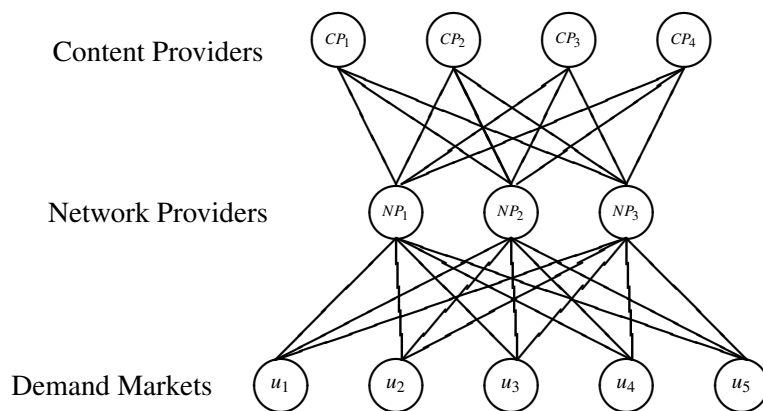 Content Providers CP1 CP2 CP3 CP4
Network Providers NP1 NP2 NP3
Demand Markets u1 u2 u3 u4 u5